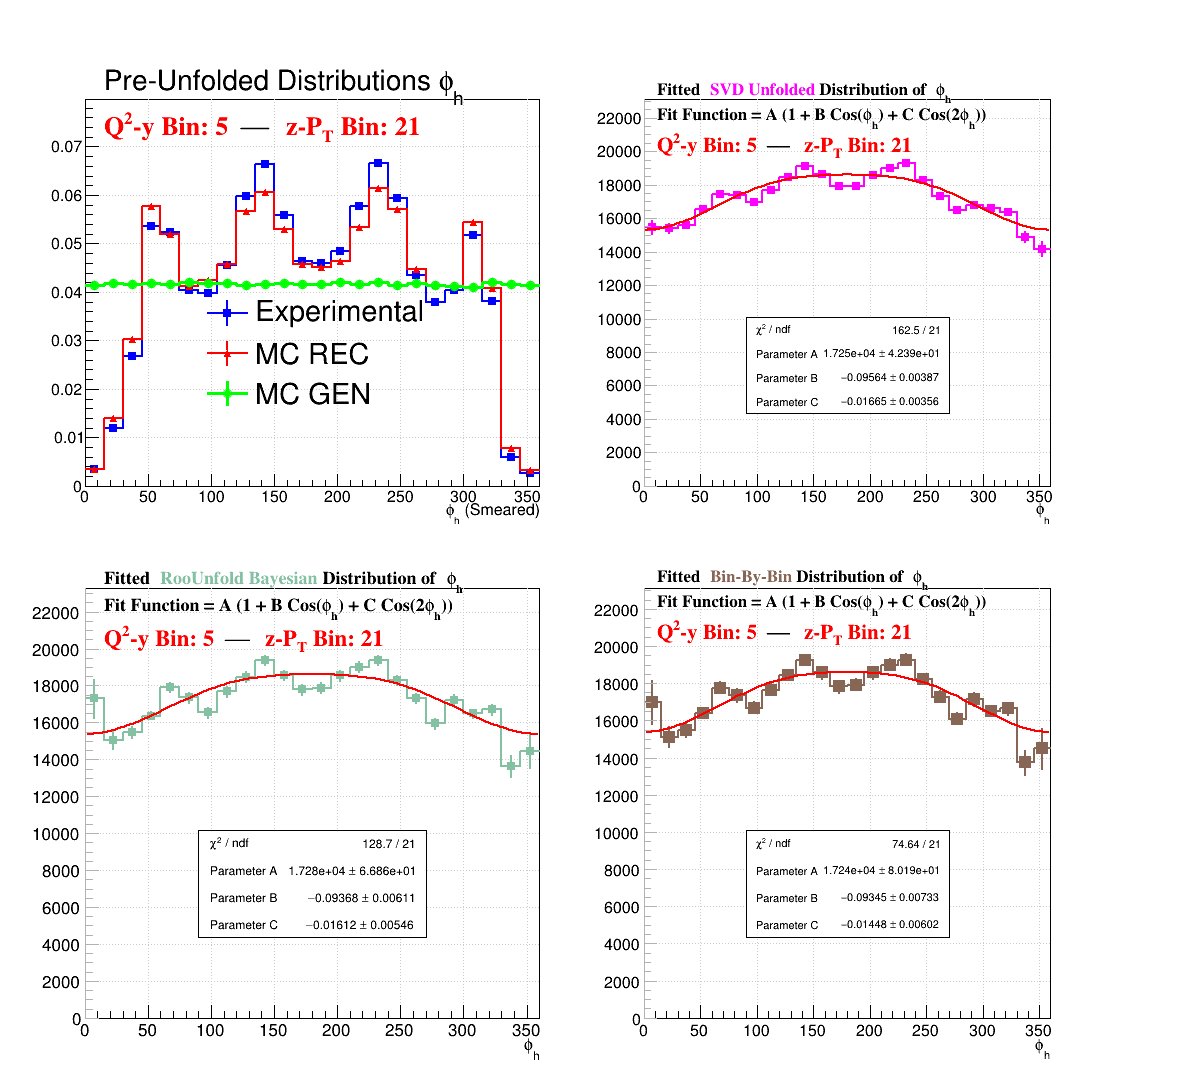 Pre-Unfolded Distributions ϕh
Q²-y Bin: 5 — z-PT Bin: 21
0.07
0.06
0.05
0.04
0.03
0.02
0.01
0
Experimental
MC REC
MC GEN
0 50 100 150 200 250 300 350
ϕh (Smeared)
Fitted SVD Unfolded Distribution of ϕh
Fit Function = A (1 + B Cos(ϕh) + C Cos(2ϕh))
Q²-y Bin: 5 — z-PT Bin: 21
22000
20000
18000
16000
14000
12000
10000
8000
6000
4000
2000
0
χ² / ndf 162.5 / 21
Parameter A 1.725e+04 ± 4.239e+01
Parameter B −0.09564 ± 0.00387
Parameter C −0.01665 ± 0.00356
0 50 100 150 200 250 300 350
ϕh
Fitted RooUnfold Bayesian Distribution of ϕh
Fit Function = A (1 + B Cos(ϕh) + C Cos(2ϕh))
Q²-y Bin: 5 — z-PT Bin: 21
22000
20000
18000
16000
14000
12000
10000
8000
6000
4000
2000
0
χ² / ndf 128.7 / 21
Parameter A 1.728e+04 ± 6.686e+01
Parameter B −0.09368 ± 0.00611
Parameter C −0.01612 ± 0.00546
0 50 100 150 200 250 300 350
ϕh
Fitted Bin-By-Bin Distribution of ϕh
Fit Function = A (1 + B Cos(ϕh) + C Cos(2ϕh))
Q²-y Bin: 5 — z-PT Bin: 21
22000
20000
18000
16000
14000
12000
10000
8000
6000
4000
2000
0
χ² / ndf 74.64 / 21
Parameter A 1.724e+04 ± 8.019e+01
Parameter B −0.09345 ± 0.00733
Parameter C −0.01448 ± 0.00602
0 50 100 150 200 250 300 350
ϕh